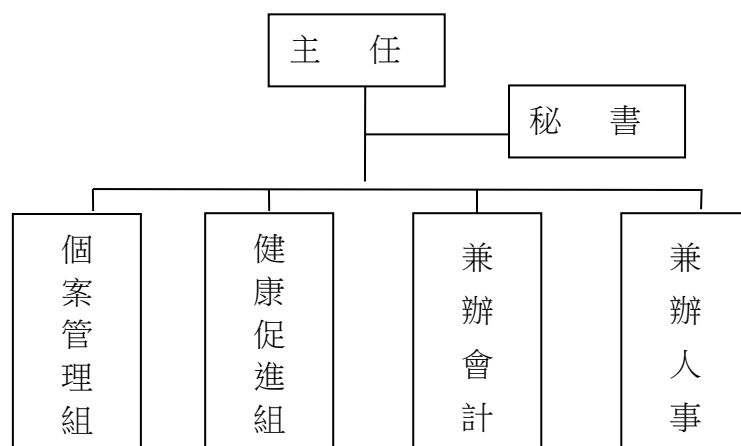 主 任
秘 書
個案管理組
健康促進組
兼辦會計
兼辦人事